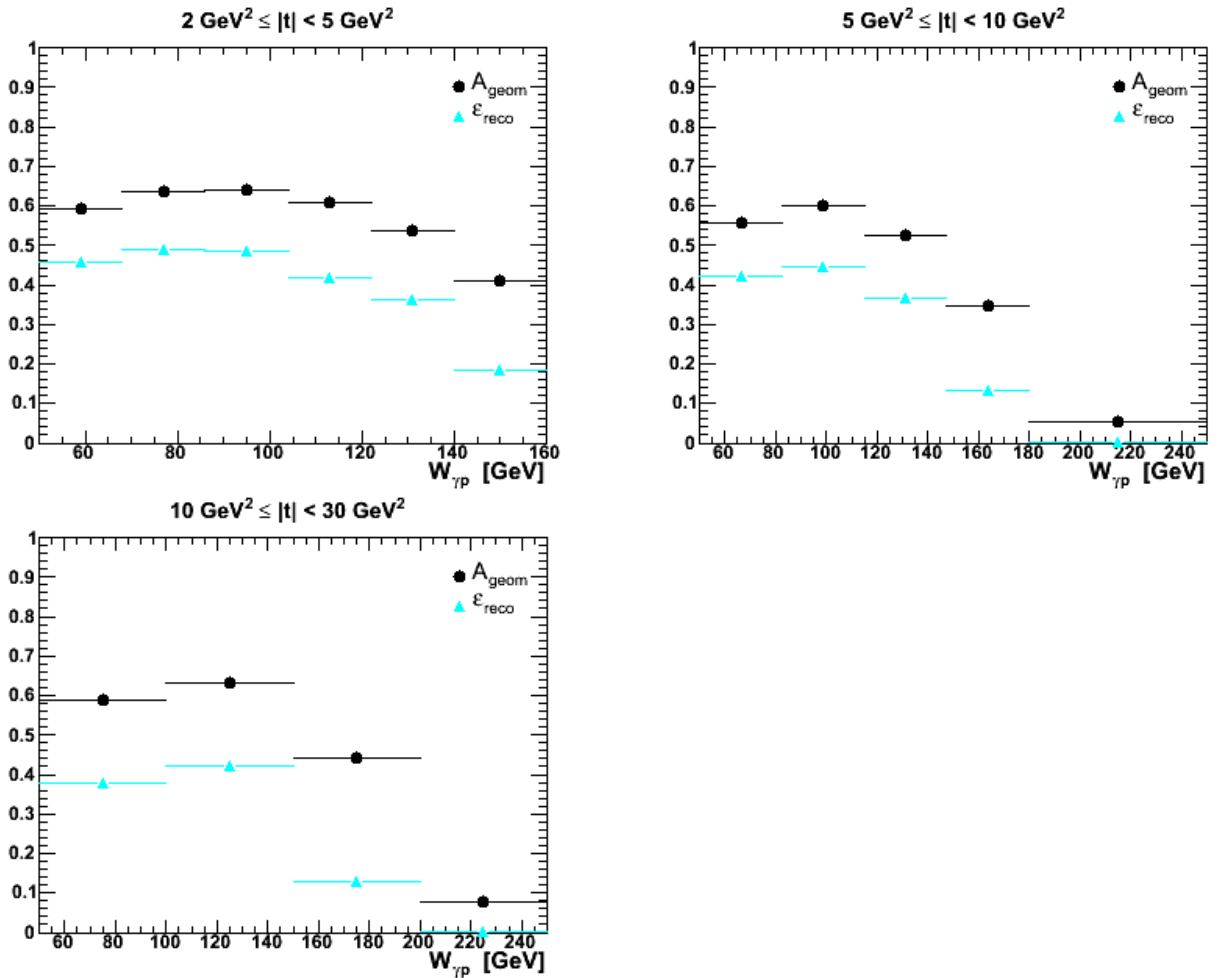 2 GeV² ≤ |t| < 5 GeV²
1
0.9
0.8
0.7
0.6
0.5
0.4
0.3
0.2
0.1
0
A_geom
ε_reco
60 80 100 120 140 160
W_γp [GeV]
5 GeV² ≤ |t| < 10 GeV²
1
0.9
0.8
0.7
0.6
0.5
0.4
0.3
0.2
0.1
0
A_geom
ε_reco
60 80 100 120 140 160 180 200 220 240
W_γp [GeV]
10 GeV² ≤ |t| < 30 GeV²
1
0.9
0.8
0.7
0.6
0.5
0.4
0.3
0.2
0.1
0
A_geom
ε_reco
60 80 100 120 140 160 180 200 220 240
W_γp [GeV]